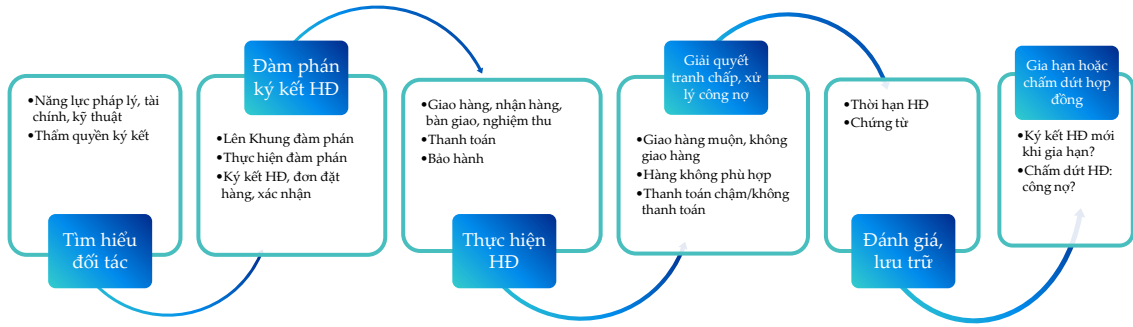 •Năng lực pháp lý, tài
chính, kỹ thuật
•Thẩm quyền ký kết
Tìm hiểu
đối tác
Đàm phán
ký kết HĐ
•Lên Khung đàm phán
•Thực hiện đàm phán
•Ký kết HĐ, đơn đặt
hàng, xác nhận
•Giao hàng, nhận hàng,
bàn giao, nghiệm thu
•Thanh toán
•Bảo hành
Thực hiện
HĐ
Giải quyết
tranh chấp, xử
lý công nợ
•Giao hàng muộn, không
giao hàng
•Hàng không phù hợp
•Thanh toán chậm/không
thanh toán
•Thời hạn HĐ
•Chứng từ
Đánh giá,
lưu trữ
Gia hạn hoặc
chấm dứt hợp
đồng
•Ký kết HĐ mới
khi gia hạn?
•Chấm dứt HĐ:
công nợ?